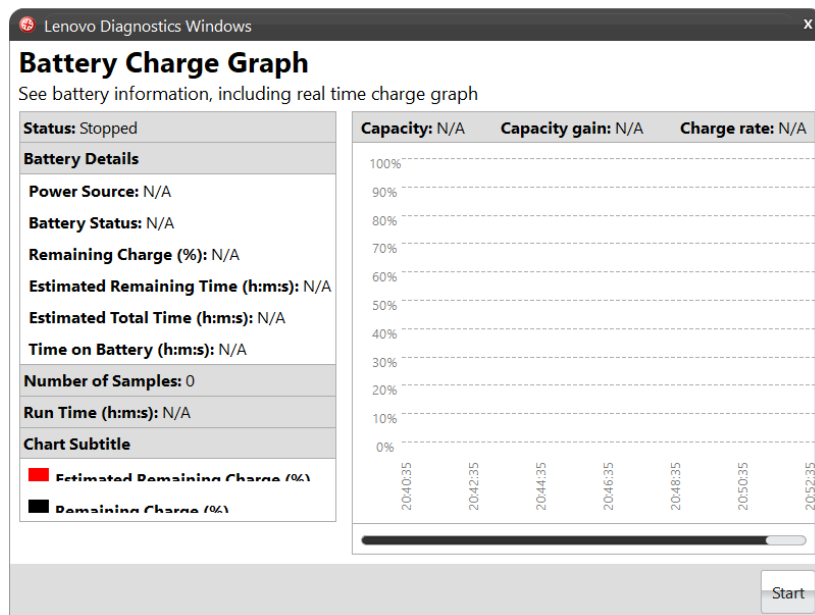 Lenovo Diagnostics Windows
x
Battery Charge Graph
See battery information, including real time charge graph
Status: Stopped
Battery Details
Power Source: N/A
Battery Status: N/A
Remaining Charge (%): N/A
Estimated Remaining Time (h:m:s): N/A
Estimated Total Time (h:m:s): N/A
Time on Battery (h:m:s): N/A
Number of Samples: 0
Run Time (h:m:s): N/A
Chart Subtitle
Estimated Remaining Charge (%)
Remaining Charge (%)
Capacity: N/A Capacity gain: N/A Charge rate: N/A
100%
90%
80%
70%
60%
50%
40%
30%
20%
10%
0%
20:40:35
20:42:35
20:44:35
20:46:35
20:48:35
20:50:35
20:52:35
Start